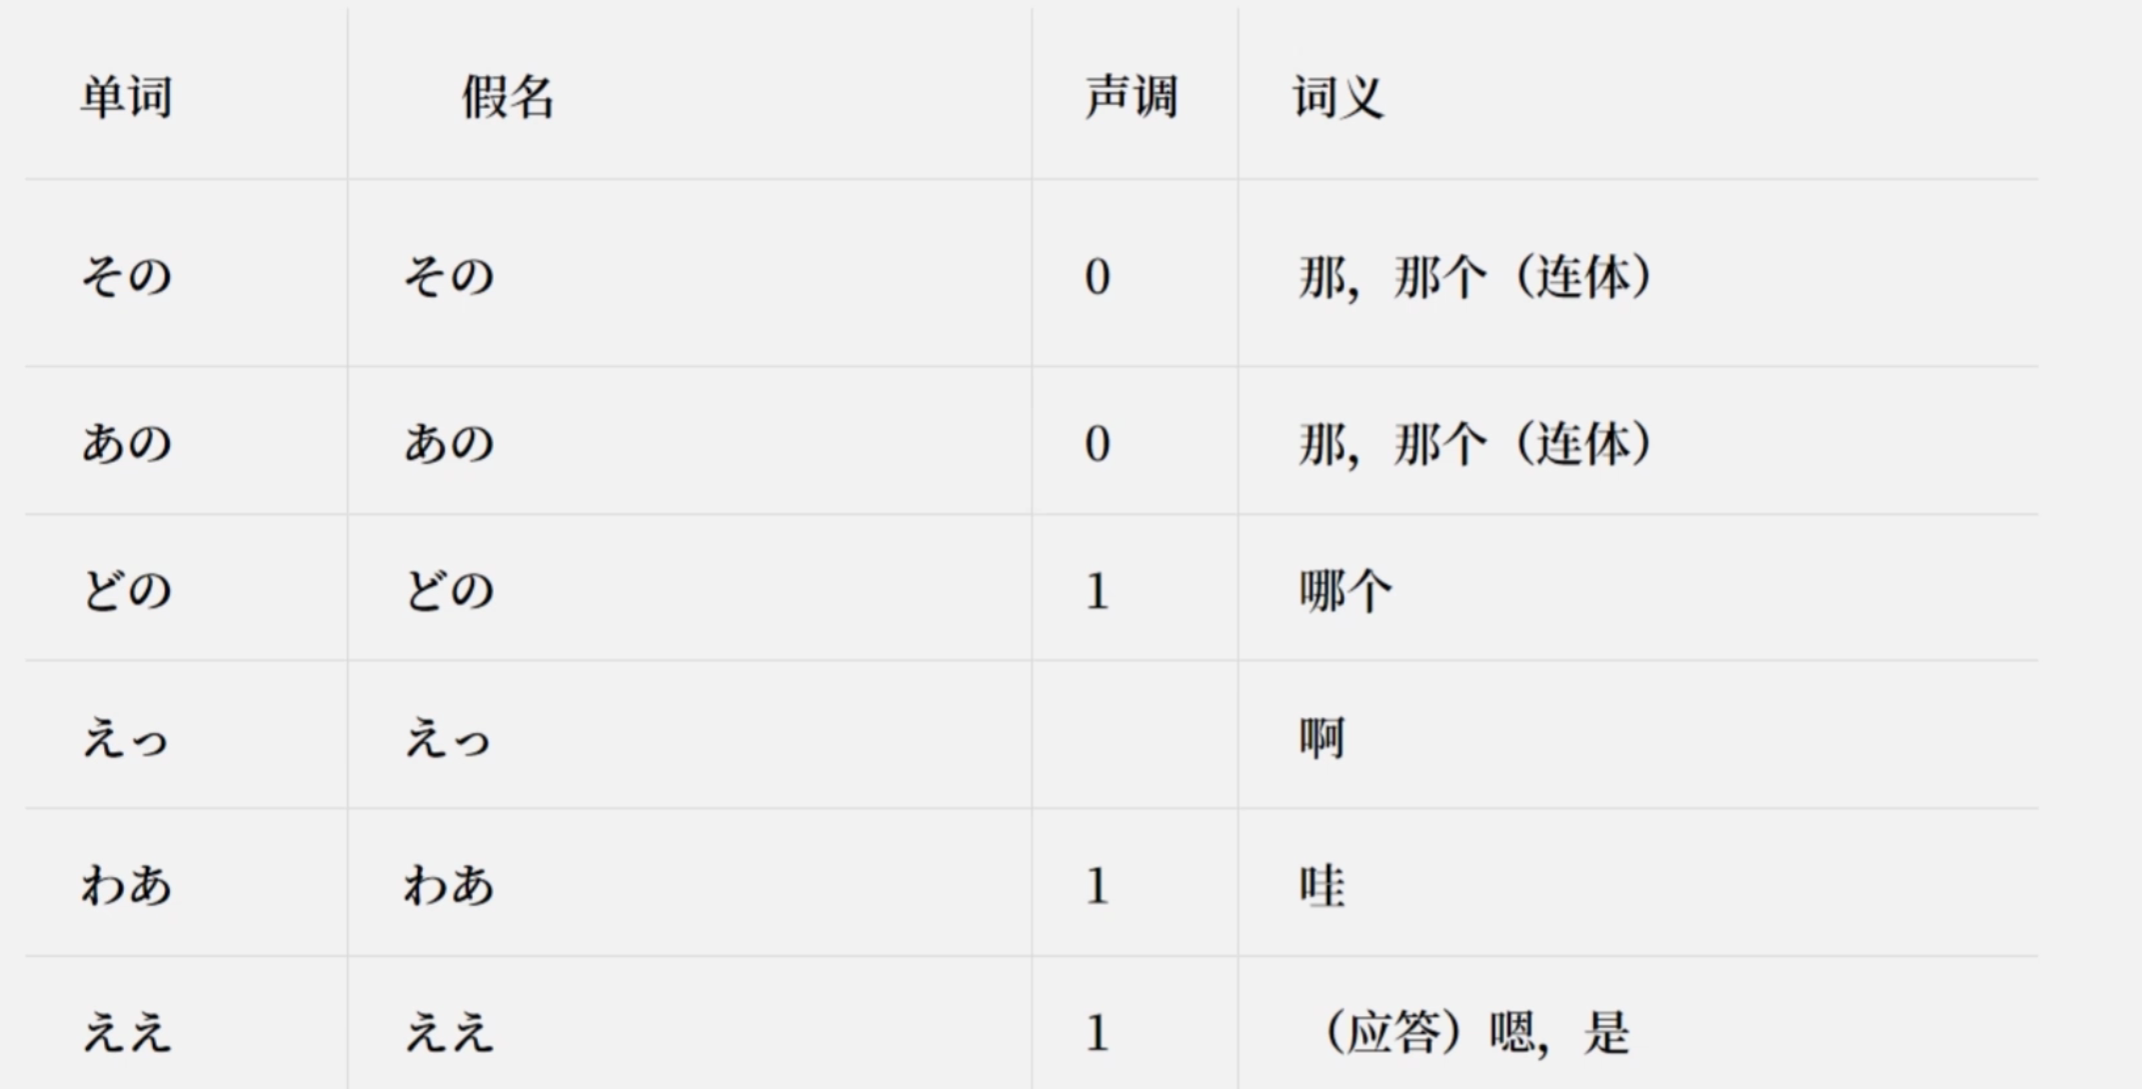 单词 假名 声调 词义
その その 0 那，那个（连体）
あの あの 0 那，那个（连体）
どの どの 1 哪个
えっ えっ 啊
わあ わあ 1 哇
ええ ええ 1 （应答）嗯，是